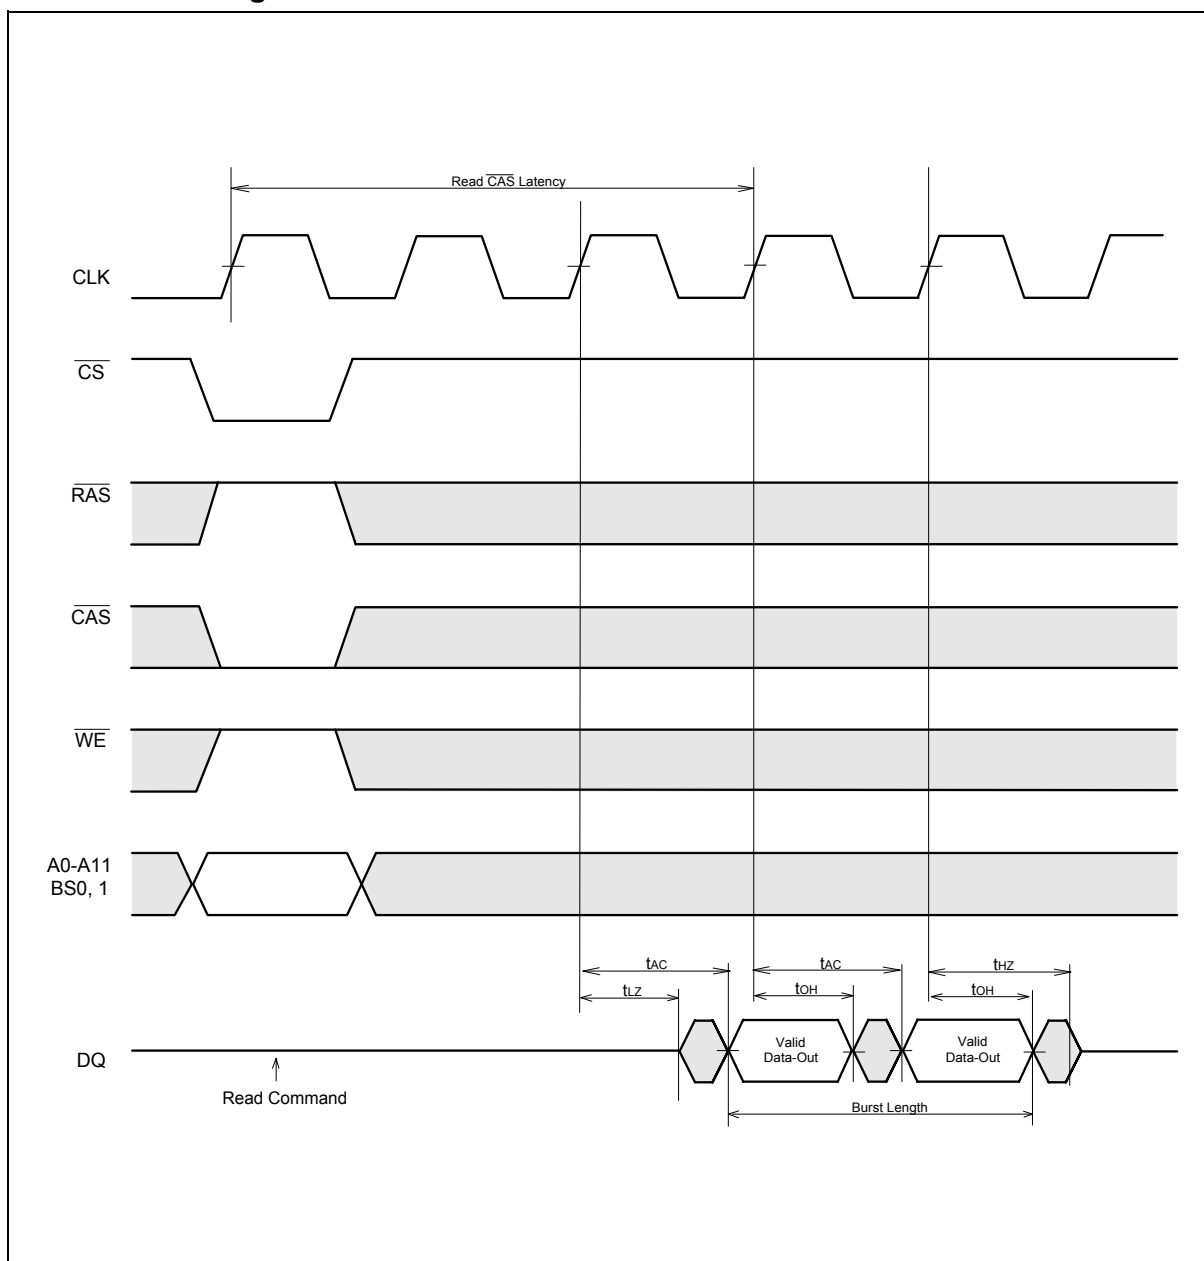 Read CAS Latency
CLK
CS
RAS
CAS
WE
A0-A11
BS0, 1
tAC tAC tHZ
tLZ tOH tOH
DQ
Valid
Data-Out
Valid
Data-Out
Read Command
Burst Length